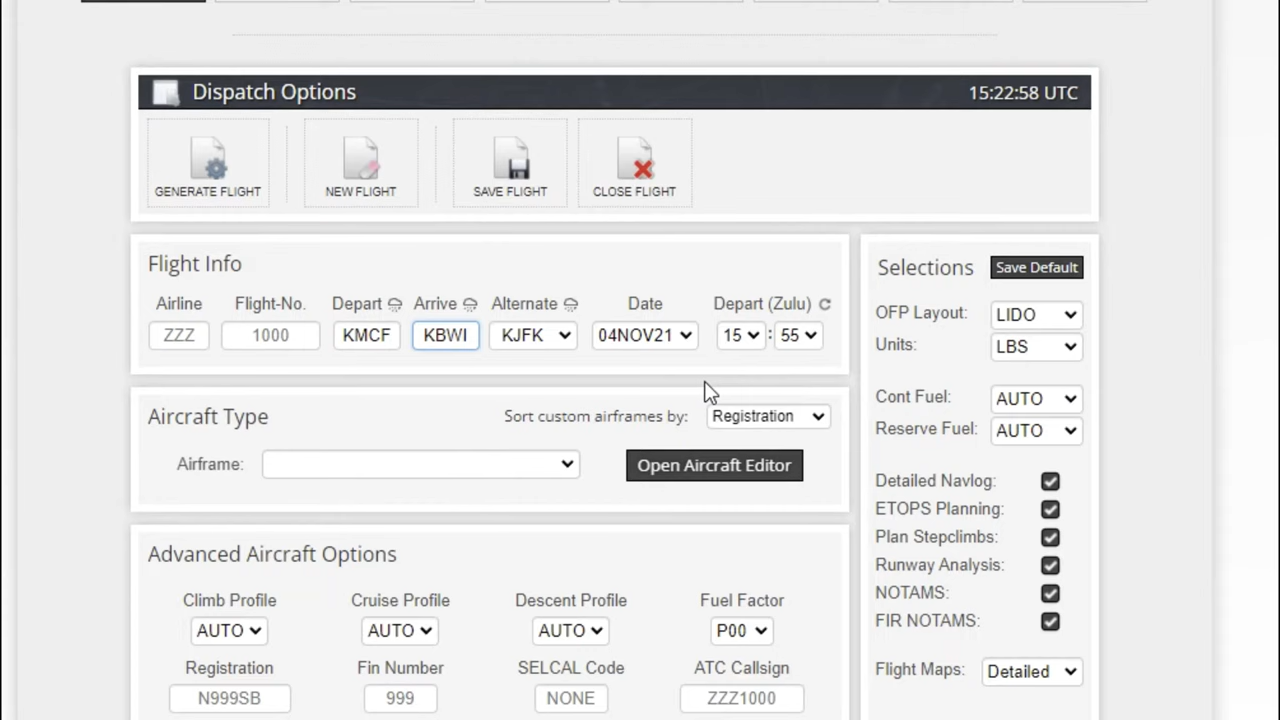 Dispatch Options 15:22:58 UTC
GENERATE FLIGHT NEW FLIGHT SAVE FLIGHT CLOSE FLIGHT
Flight Info
Airline Flight-No. Depart Arrive Alternate Date Depart (Zulu)
ZZZ 1000 KMCF KBWI KJFK 04NOV21 15 : 55
Aircraft Type Sort custom airframes by: Registration
Airframe: Open Aircraft Editor
Advanced Aircraft Options
Climb Profile Cruise Profile Descent Profile Fuel Factor
AUTO AUTO AUTO P00
Registration Fin Number SELCAL Code ATC Callsign
N999SB 999 NONE ZZZ1000
Selections Save Default
OFP Layout: LIDO
Units: LBS
Cont Fuel: AUTO
Reserve Fuel: AUTO
Detailed Navlog:
ETOPS Planning:
Plan Stepclimbs:
Runway Analysis:
NOTAMS:
FIR NOTAMS:
Flight Maps: Detailed